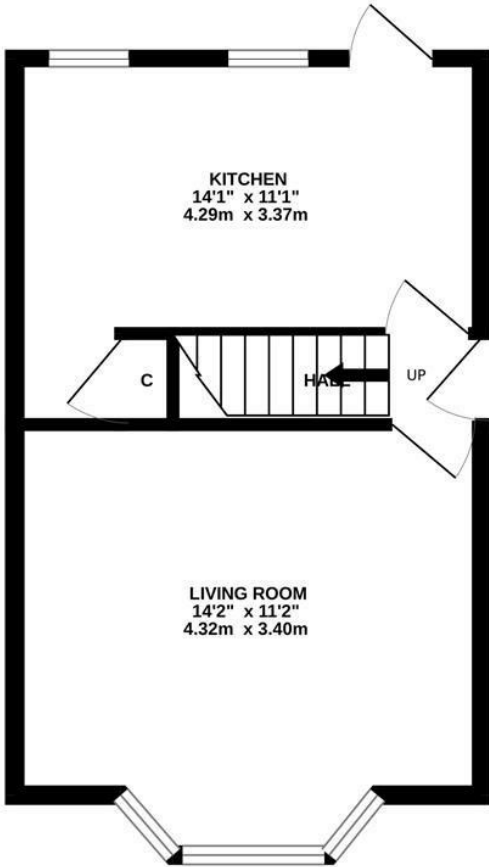 KITCHEN
14'1" x 11'1"
4.29m x 3.37m
C
HALL
UP
LIVING ROOM
14'2" x 11'2"
4.32m x 3.40m